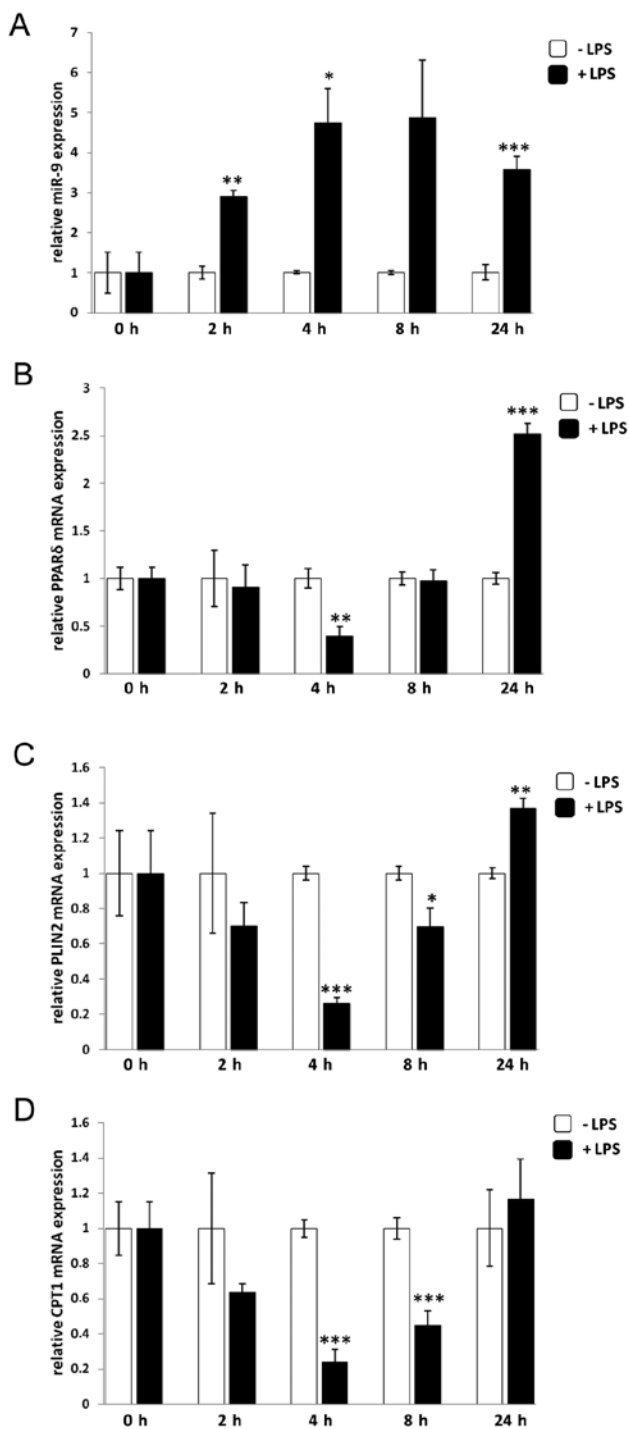 A
relative miR-9 expression
7
6
5
4
3
2
1
0
**
*
***
0 h 2 h 4 h 8 h 24 h
- LPS
+ LPS
B
relative PPARδ mRNA expression
3
2.5
2
1.5
1
0.5
0
**
***
0 h 2 h 4 h 8 h 24 h
- LPS
+ LPS
C
relative PLIN2 mRNA expression
1.6
1.4
1.2
1
0.8
0.6
0.4
0.2
0
***
*
**
0 h 2 h 4 h 8 h 24 h
- LPS
+ LPS
D
relative CPT1 mRNA expression
1.6
1.4
1.2
1
0.8
0.6
0.4
0.2
0
***
***
0 h 2 h 4 h 8 h 24 h
- LPS
+ LPS